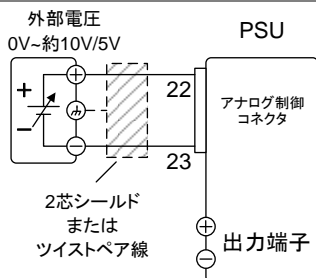 外部電圧
0V~約10V/5V
PSU
22
アナログ制御
コネクタ
23
2芯シールド
または
ツイストペア線
出力端子